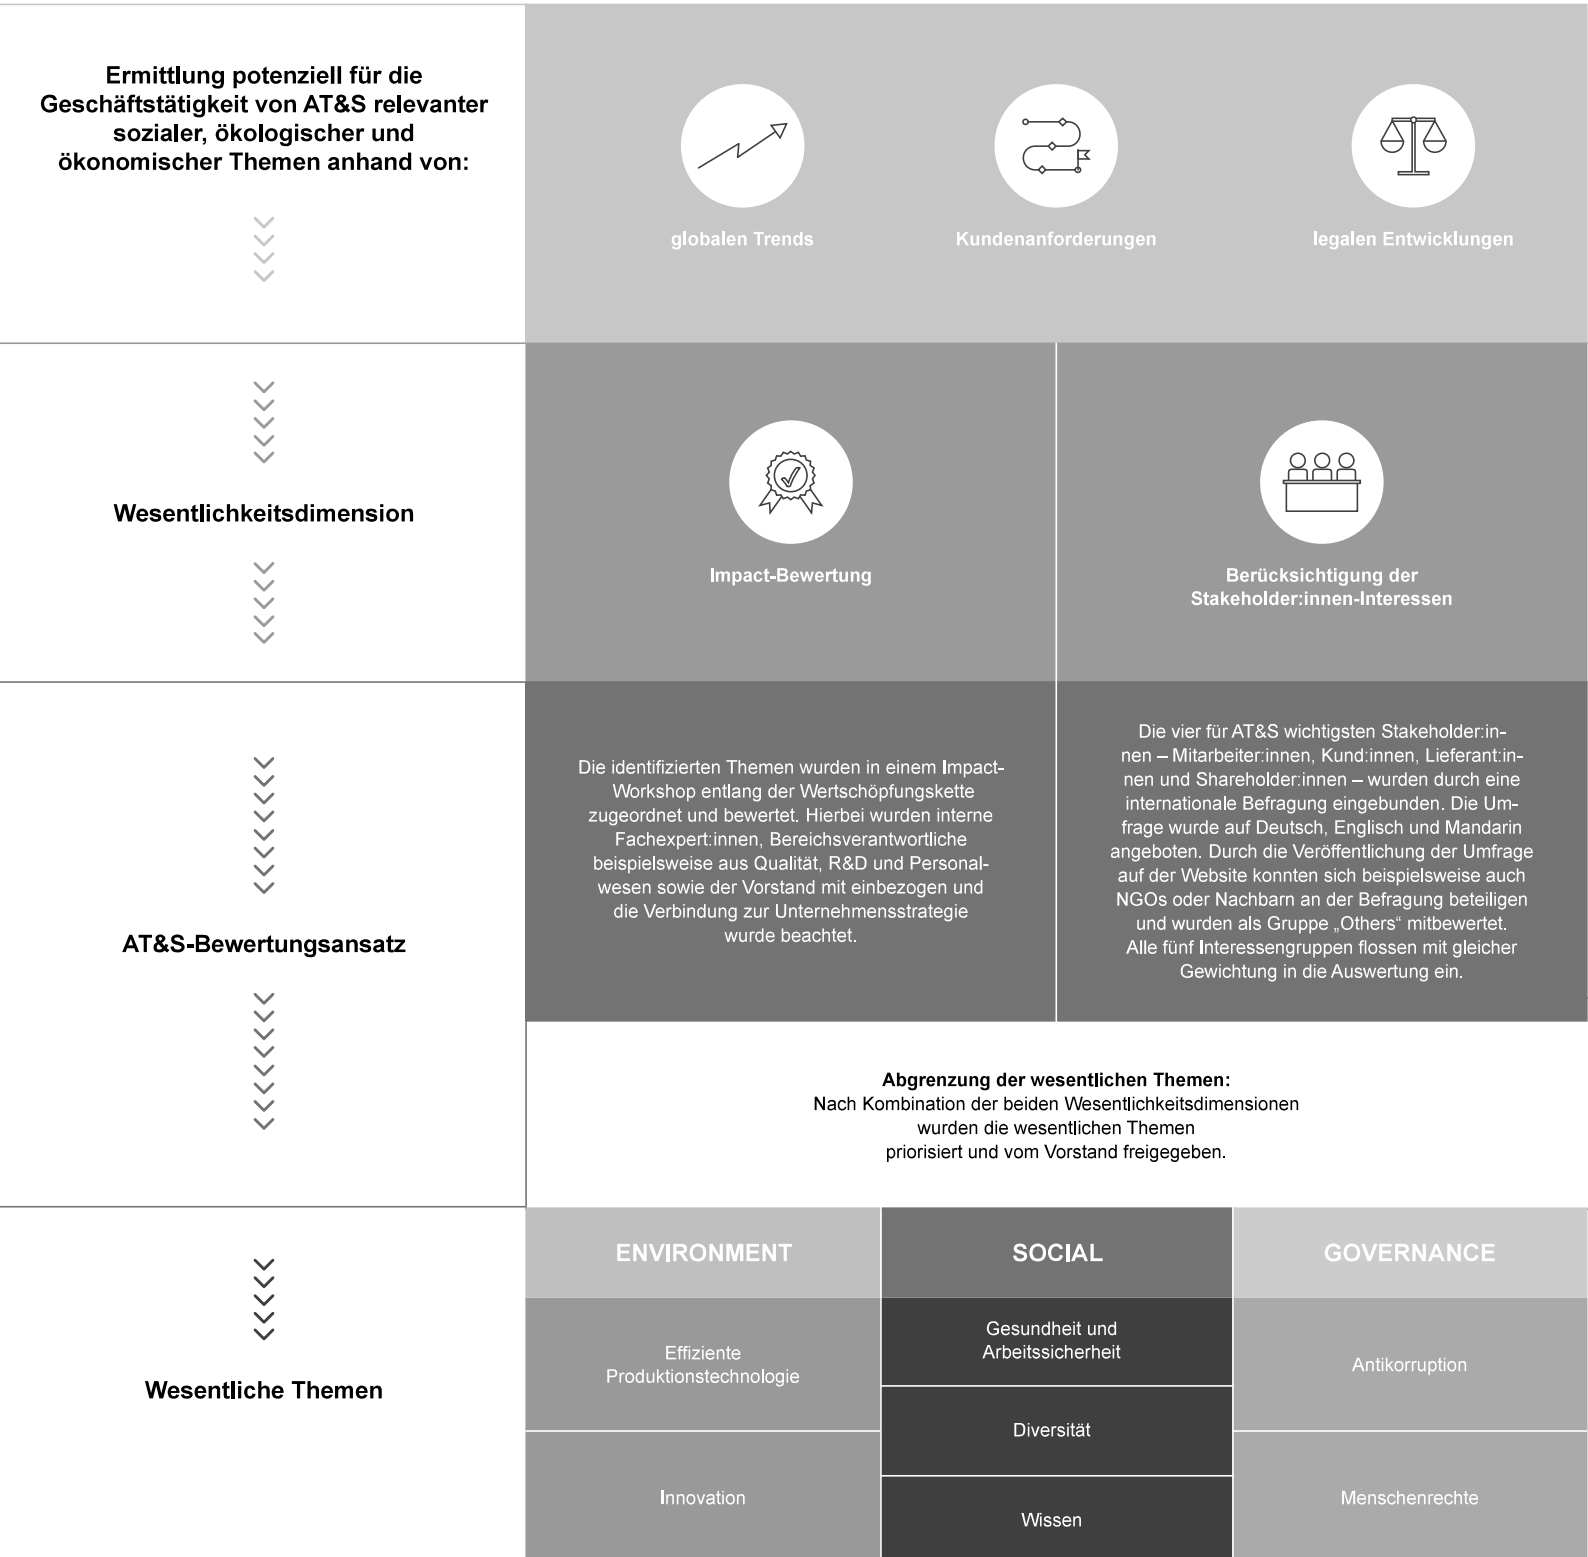 Ermittlung potenziell für die
Geschäftstätigkeit von AT&S relevanter
sozialer, ökologischer und
ökonomischer Themen anhand von:
globalen Trends
Kundenanforderungen
legalen Entwicklungen
Wesentlichkeitsdimension
Impact-Bewertung
Berücksichtigung der
Stakeholder:innen-Interessen
AT&S-Bewertungsansatz
Die identifizierten Themen wurden in einem Impact-
Workshop entlang der Wertschöpfungskette
zugeordnet und bewertet. Hierbei wurden interne
Fachexpert:innen, Bereichsverantwortliche
beispielsweise aus Qualität, R&D und Personal-
wesen sowie der Vorstand mit einbezogen und
die Verbindung zur Unternehmensstrategie
wurde beachtet.
Die vier für AT&S wichtigsten Stakeholder:in-
nen – Mitarbeiter:innen, Kund:innen, Lieferant:in-
nen und Shareholder:innen – wurden durch eine
internationale Befragung eingebunden. Die Um-
frage wurde auf Deutsch, Englisch und Mandarin
angeboten. Durch die Veröffentlichung der Umfrage
auf der Website konnten sich beispielsweise auch
NGOs oder Nachbarn an der Befragung beteiligen
und wurden als Gruppe „Others“ mitbewertet.
Alle fünf Interessengruppen flossen mit gleicher
Gewichtung in die Auswertung ein.
Abgrenzung der wesentlichen Themen:
Nach Kombination der beiden Wesentlichkeitsdimensionen
wurden die wesentlichen Themen
priorisiert und vom Vorstand freigegeben.
Wesentliche Themen
ENVIRONMENT
Effiziente
Produktionstechnologie
Innovation
SOCIAL
Gesundheit und
Arbeitssicherheit
Diversität
Wissen
GOVERNANCE
Antikorruption
Menschenrechte